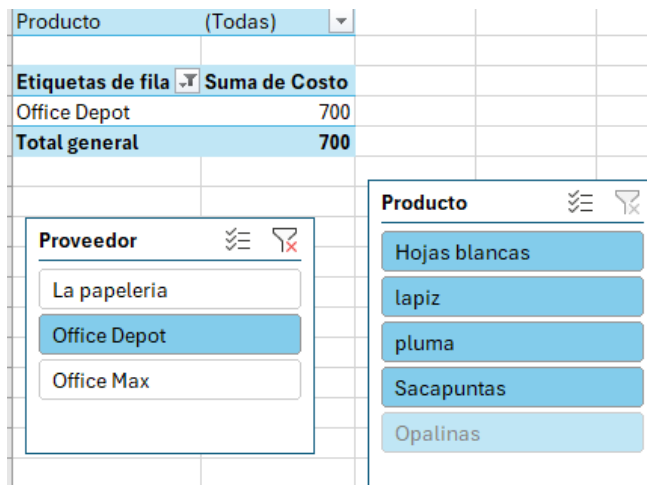 Producto (Todas)
Etiquetas de fila Suma de Costo
Office Depot 700
Total general 700
Producto
Hojas blancas
lapiz
pluma
Sacapuntas
Opalinas
Proveedor
La papeleria
Office Depot
Office Max